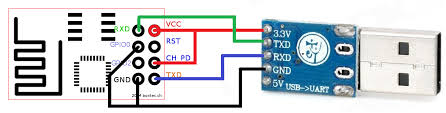 RXD VCC
GPIO0 RST
GPIO2 CH_PD
GND TXD
3.3V
TXD
RXD
GND
5V
USB->UART